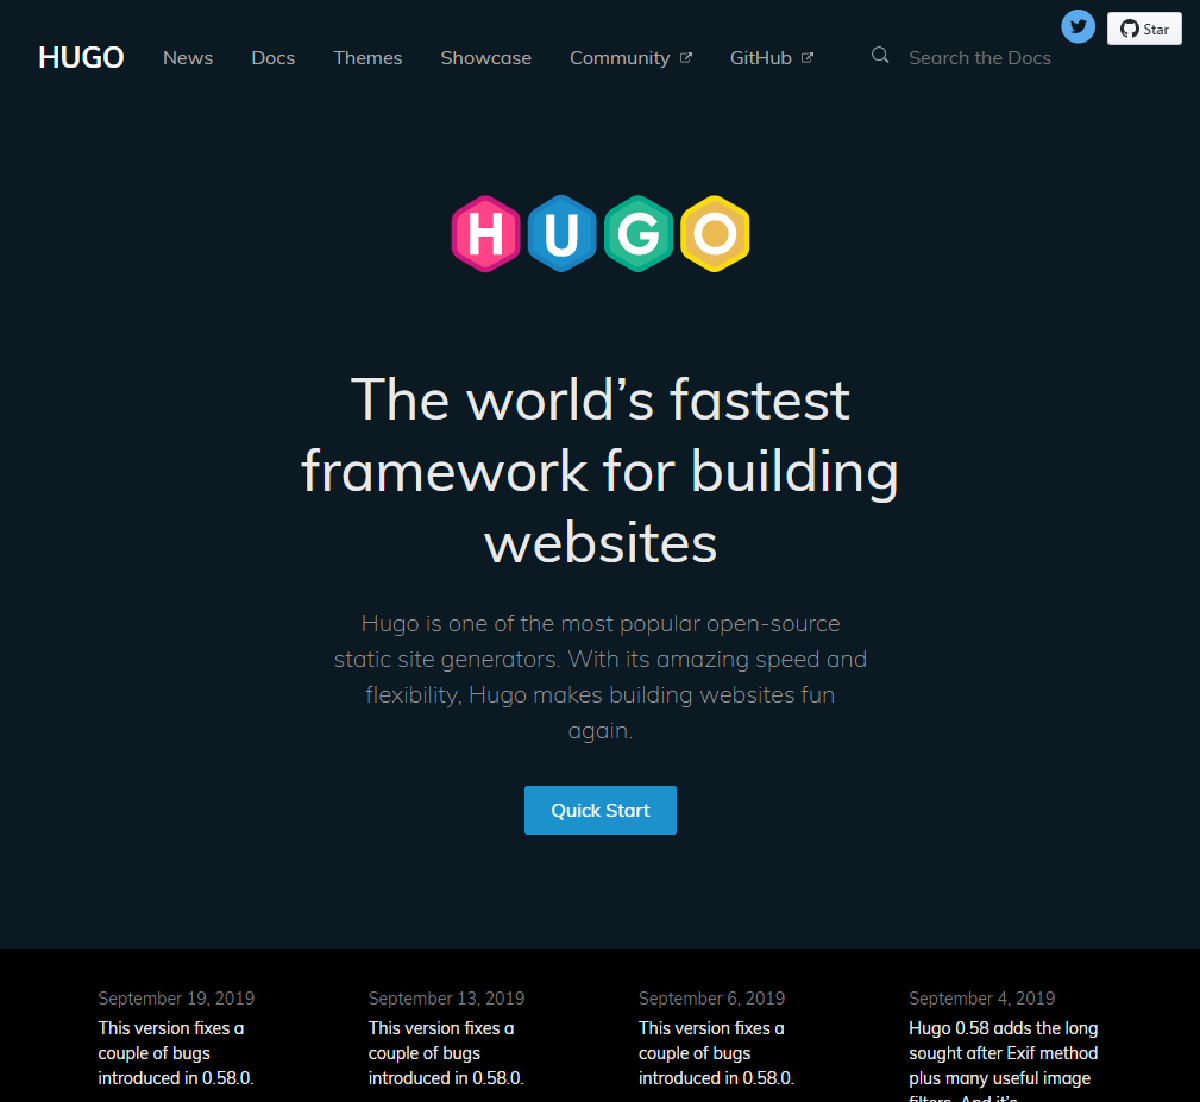 HUGO News Docs Themes Showcase Community GitHub Search the Docs Star
HUGO
The world’s fastest
framework for building
websites
Hugo is one of the most popular open-source
static site generators. With its amazing speed and
flexibility, Hugo makes building websites fun
again.
Quick Start
September 19, 2019
This version fixes a
couple of bugs
introduced in 0.58.0.
September 13, 2019
This version fixes a
couple of bugs
introduced in 0.58.0.
September 6, 2019
This version fixes a
couple of bugs
introduced in 0.58.0.
September 4, 2019
Hugo 0.58 adds the long
sought after Exif method
plus many useful image
filters. And it’s